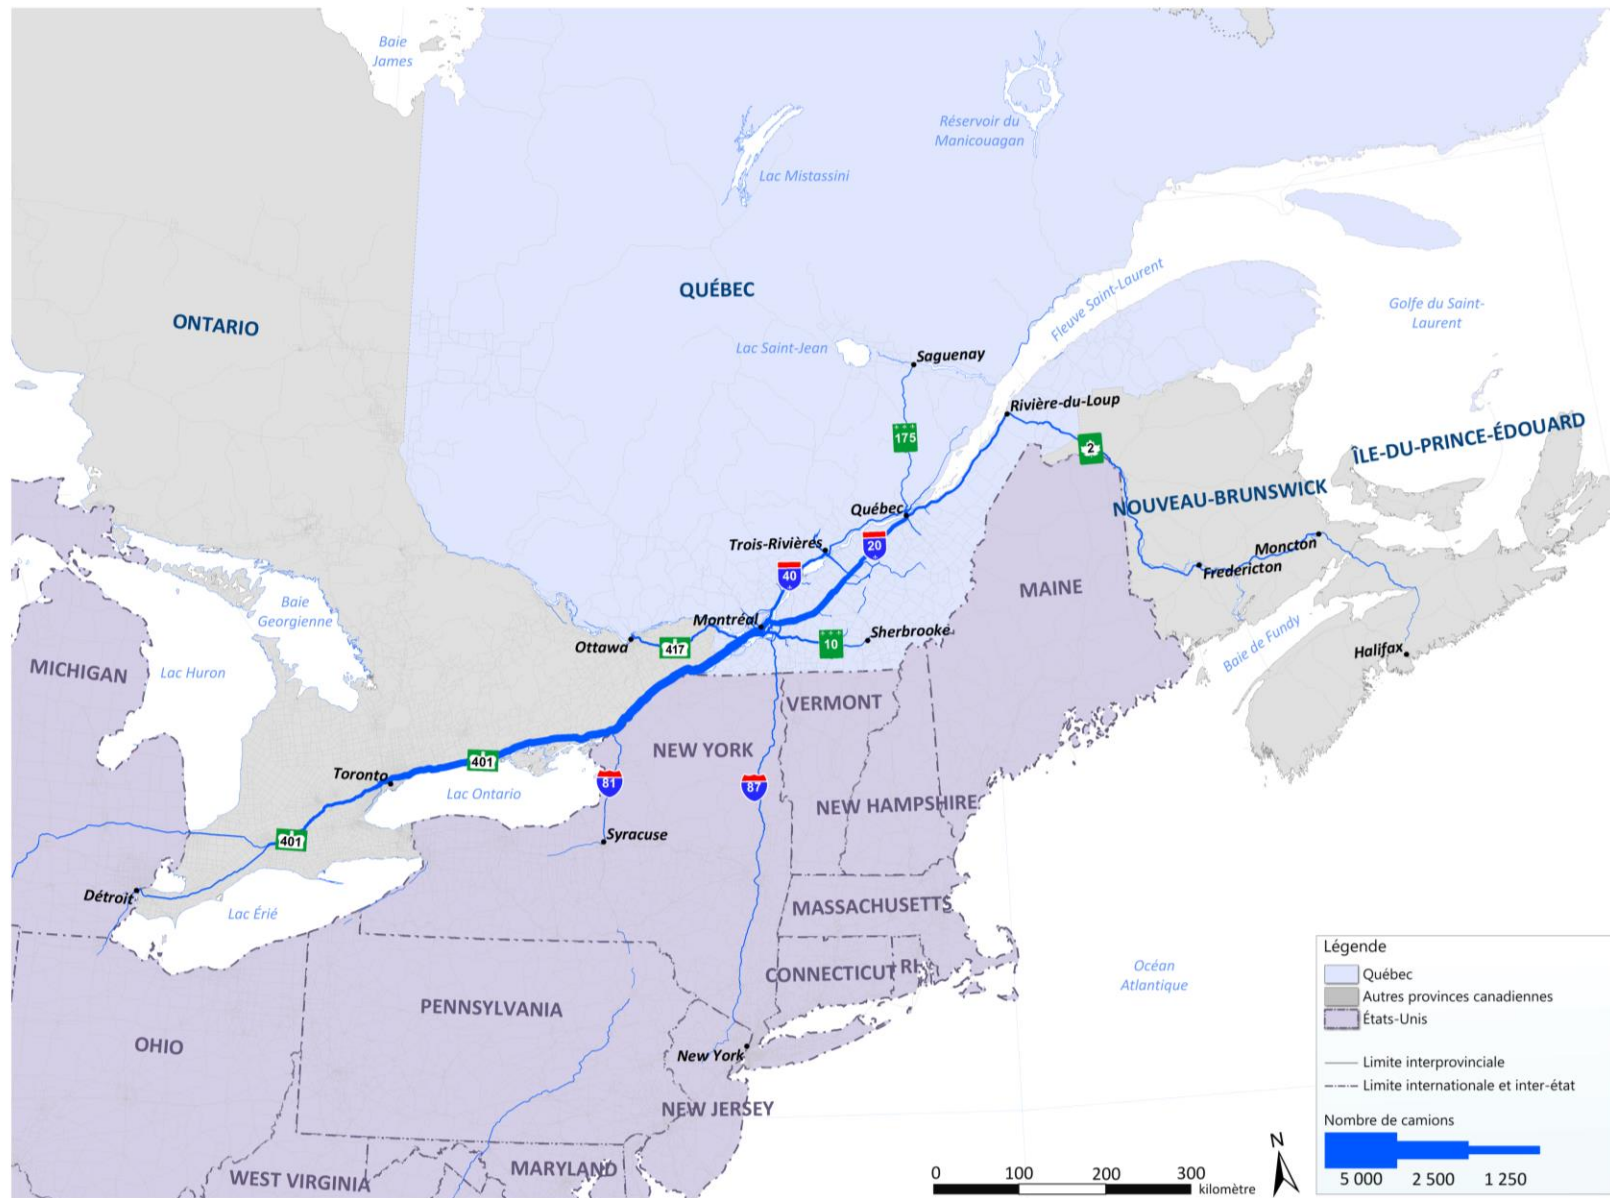 Baie
James
Réservoir du
Manicouagan
Lac Mistassini
QUÉBEC
ONTARIO
Fleuve Saint-Laurent
Golfe du Saint-
Laurent
Lac Saint-Jean
Saguenay
Rivière-du-Loup
175
2
ÎLE-DU-PRINCE-ÉDOUARD
NOUVEAU-BRUNSWICK
Québec
Trois-Rivières
20
40
Moncton
Fredericton
MAINE
Baie
Georgienne
Montréal
Sherbrooke
Ottawa
417
10
Baie de Fundy
Halifax
MICHIGAN
Lac Huron
VERMONT
NEW YORK
401
Toronto
81
87
Lac Ontario
NEW HAMPSHIRE
401
Syracuse
Détroit
Lac Érié
MASSACHUSETTS
CONNECTICUT
RI
Océan
Atlantique
PENNSYLVANIA
OHIO
New York
NEW JERSEY
WEST VIRGINIA
MARYLAND
0 100 200 300
kilomètre
N
Légende
Québec
Autres provinces canadiennes
États-Unis
Limite interprovinciale
Limite internationale et inter-état
Nombre de camions
5 000 2 500 1 250